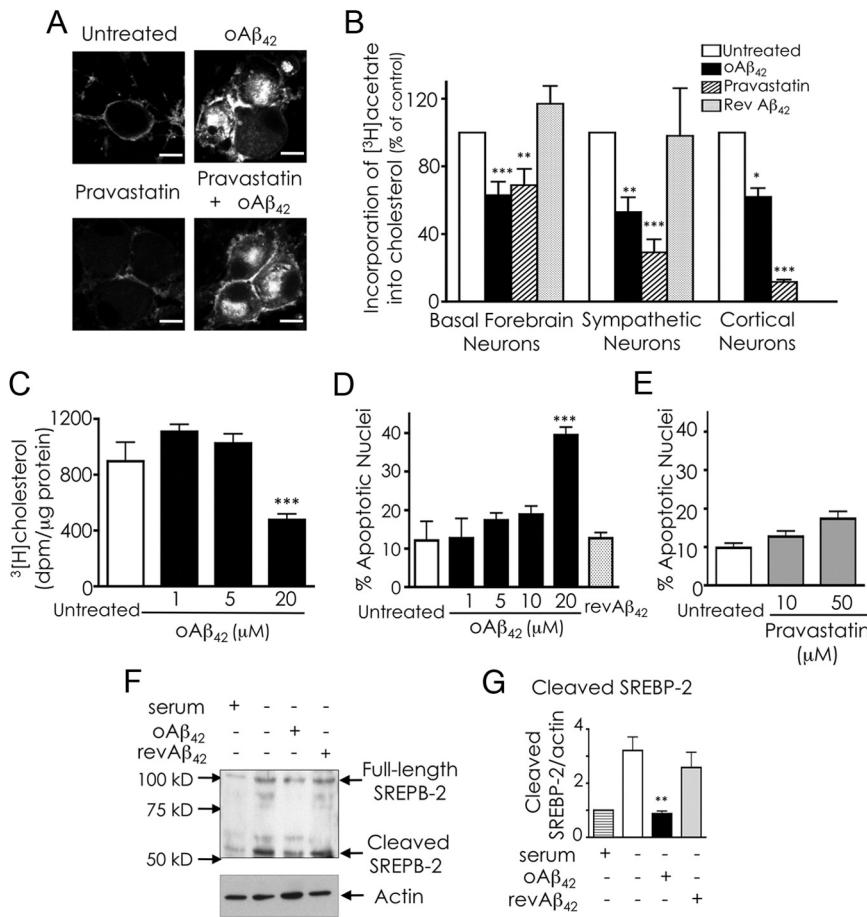 A
Untreated
oAβ₄₂
Pravastatin
Pravastatin
+ oAβ₄₂
B
Incorporation of [³H]acetate
into cholesterol (% of control)
120
80
40
0
Untreated
oAβ₄₂
Pravastatin
Rev Aβ₄₂
***
**
**
***
*
***
Basal Forebrain
Neurons
Sympathetic
Neurons
Cortical
Neurons
C
³[H]cholesterol
(dpm/μg protein)
1200
800
400
0
***
Untreated
1 5 20
oAβ₄₂ (μM)
D
% Apoptotic Nuclei
40
30
20
10
0
***
Untreated
1 5 10 20
revAβ₄₂
oAβ₄₂ (μM)
E
% Apoptotic Nuclei
40
30
20
10
0
Untreated
10 50
Pravastatin
(μM)
F
serum + - - -
oAβ₄₂ - - + -
revAβ₄₂ - - - +
100 kD
75 kD
50 kD
Full-length
SREPB-2
Cleaved
SREPB-2
Actin
G
Cleaved SREBP-2
Cleaved
SREBP-2/actin
4
2
0
**
serum + - - -
oAβ₄₂ - - + -
revAβ₄₂ - - - +